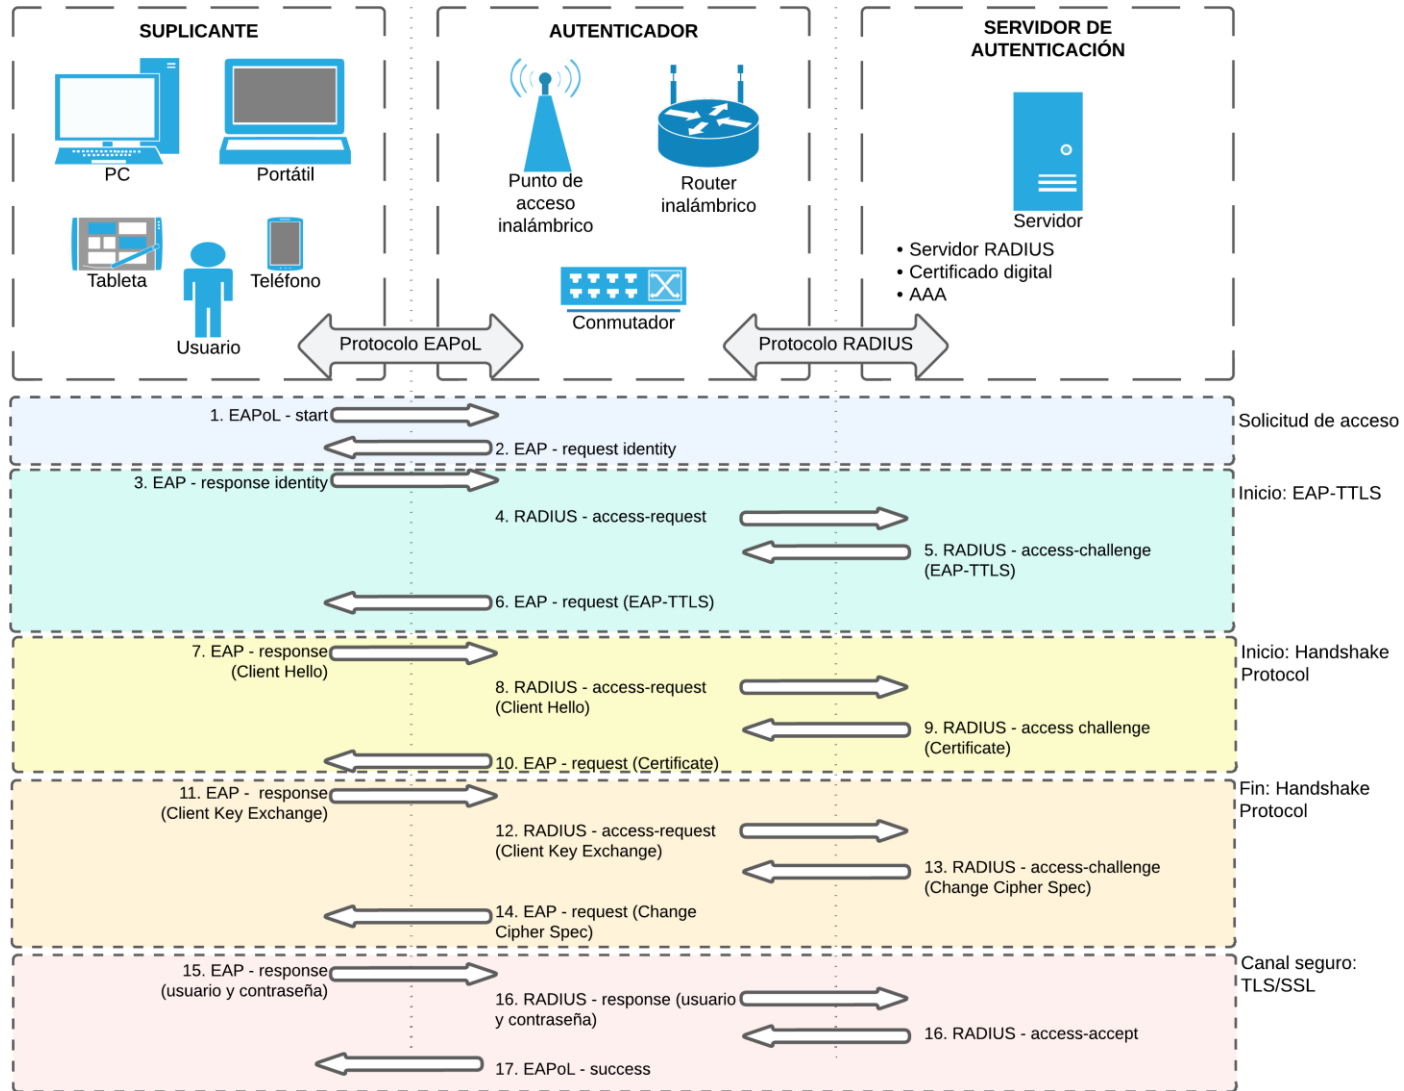 SUPLICANTE
AUTENTICADOR
SERVIDOR DE
AUTENTICACIÓN
PC
Portátil
Tableta
Teléfono
Usuario
Punto de
acceso
inalámbrico
Router
inalámbrico
Conmutador
Servidor
• Servidor RADIUS
• Certificado digital
• AAA
Protocolo EAPoL
Protocolo RADIUS
1. EAPoL - start
2. EAP - request identity
Solicitud de acceso
3. EAP - response identity
4. RADIUS - access-request
5. RADIUS - access-challenge
(EAP-TTLS)
6. EAP - request (EAP-TTLS)
Inicio: EAP-TTLS
7. EAP - response
(Client Hello)
8. RADIUS - access-request
(Client Hello)
9. RADIUS - access challenge
(Certificate)
10. EAP - request (Certificate)
Inicio: Handshake
Protocol
11. EAP - response
(Client Key Exchange)
12. RADIUS - access-request
(Client Key Exchange)
13. RADIUS - access-challenge
(Change Cipher Spec)
14. EAP - request (Change
Cipher Spec)
Fin: Handshake
Protocol
15. EAP - response
(usuario y contraseña)
16. RADIUS - response (usuario
y contraseña)
16. RADIUS - access-accept
17. EAPoL - success
Canal seguro:
TLS/SSL